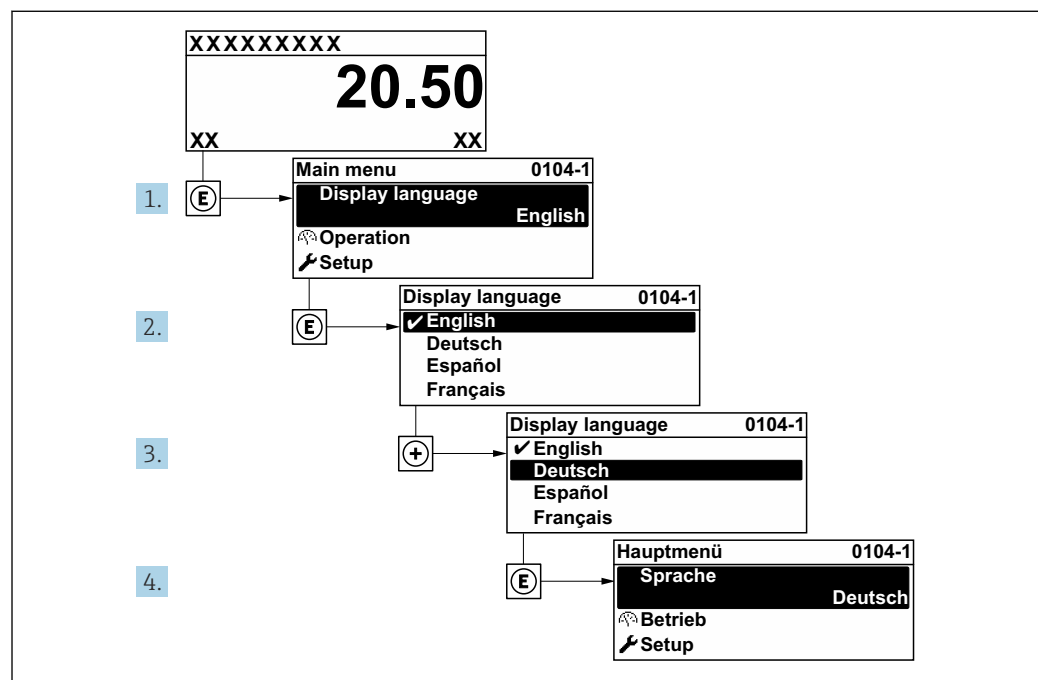 XXXXXXXXX
20.50
XX XX
1. E
Main menu 0104-1
Display language
English
Operation
Setup
2. E
Display language 0104-1
✔ English
Deutsch
Español
Français
3. +
Display language 0104-1
✔ English
Deutsch
Español
Français
4. E
Hauptmenü 0104-1
Sprache
Deutsch
Betrieb
Setup